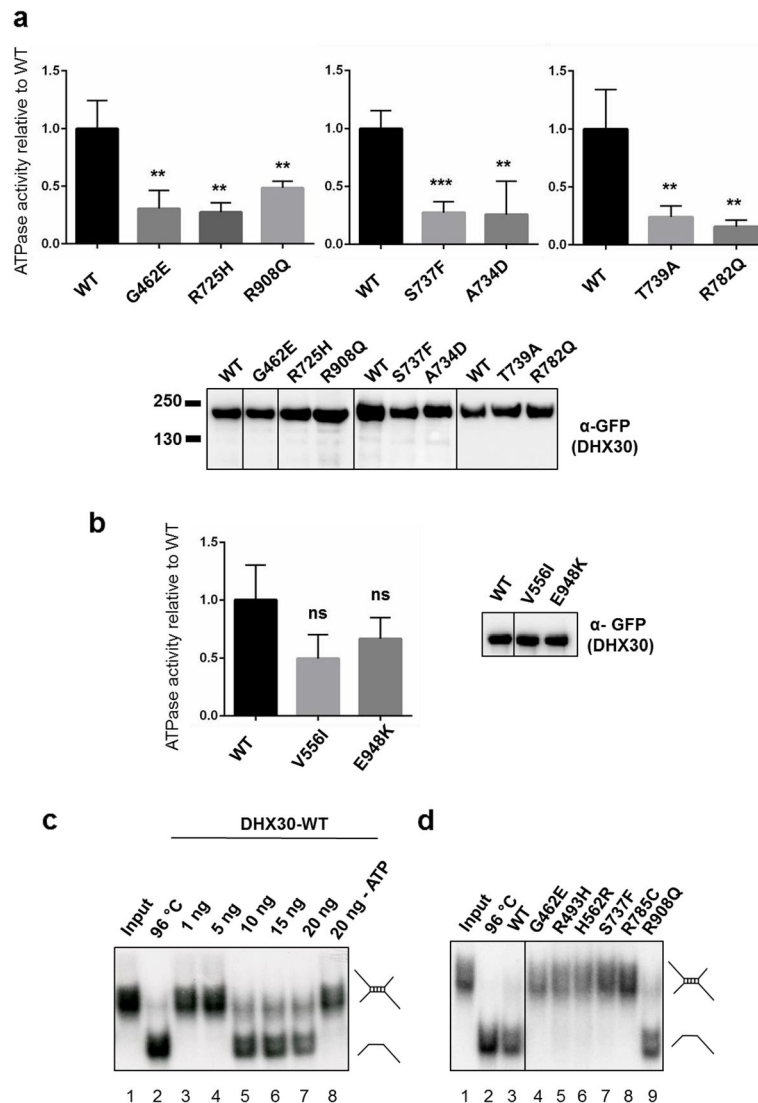 a
ATPase activity relative to WT
1.5
1.0
0.5
0.0
**
**
**
WT
G462E
R725H
R908Q
1.5
1.0
0.5
0.0
***
**
WT
S737F
A734D
1.5
1.0
0.5
0.0
**
**
WT
T739A
R782Q
WT G462E R725H R908Q WT S737F A734D WT T739A R782Q
250
130
α-GFP
(DHX30)
b
ATPase activity relative to WT
1.5
1.0
0.5
0.0
ns
ns
WT
V556I
E948K
WT V556I E948K
α- GFP
(DHX30)
c
DHX30-WT
Input 96 °C 1 ng 5 ng 10 ng 15 ng 20 ng 20 ng - ATP
1 2 3 4 5 6 7 8
d
Input 96 °C WT G462E R493H H562R S737F R785C R908Q
1 2 3 4 5 6 7 8 9